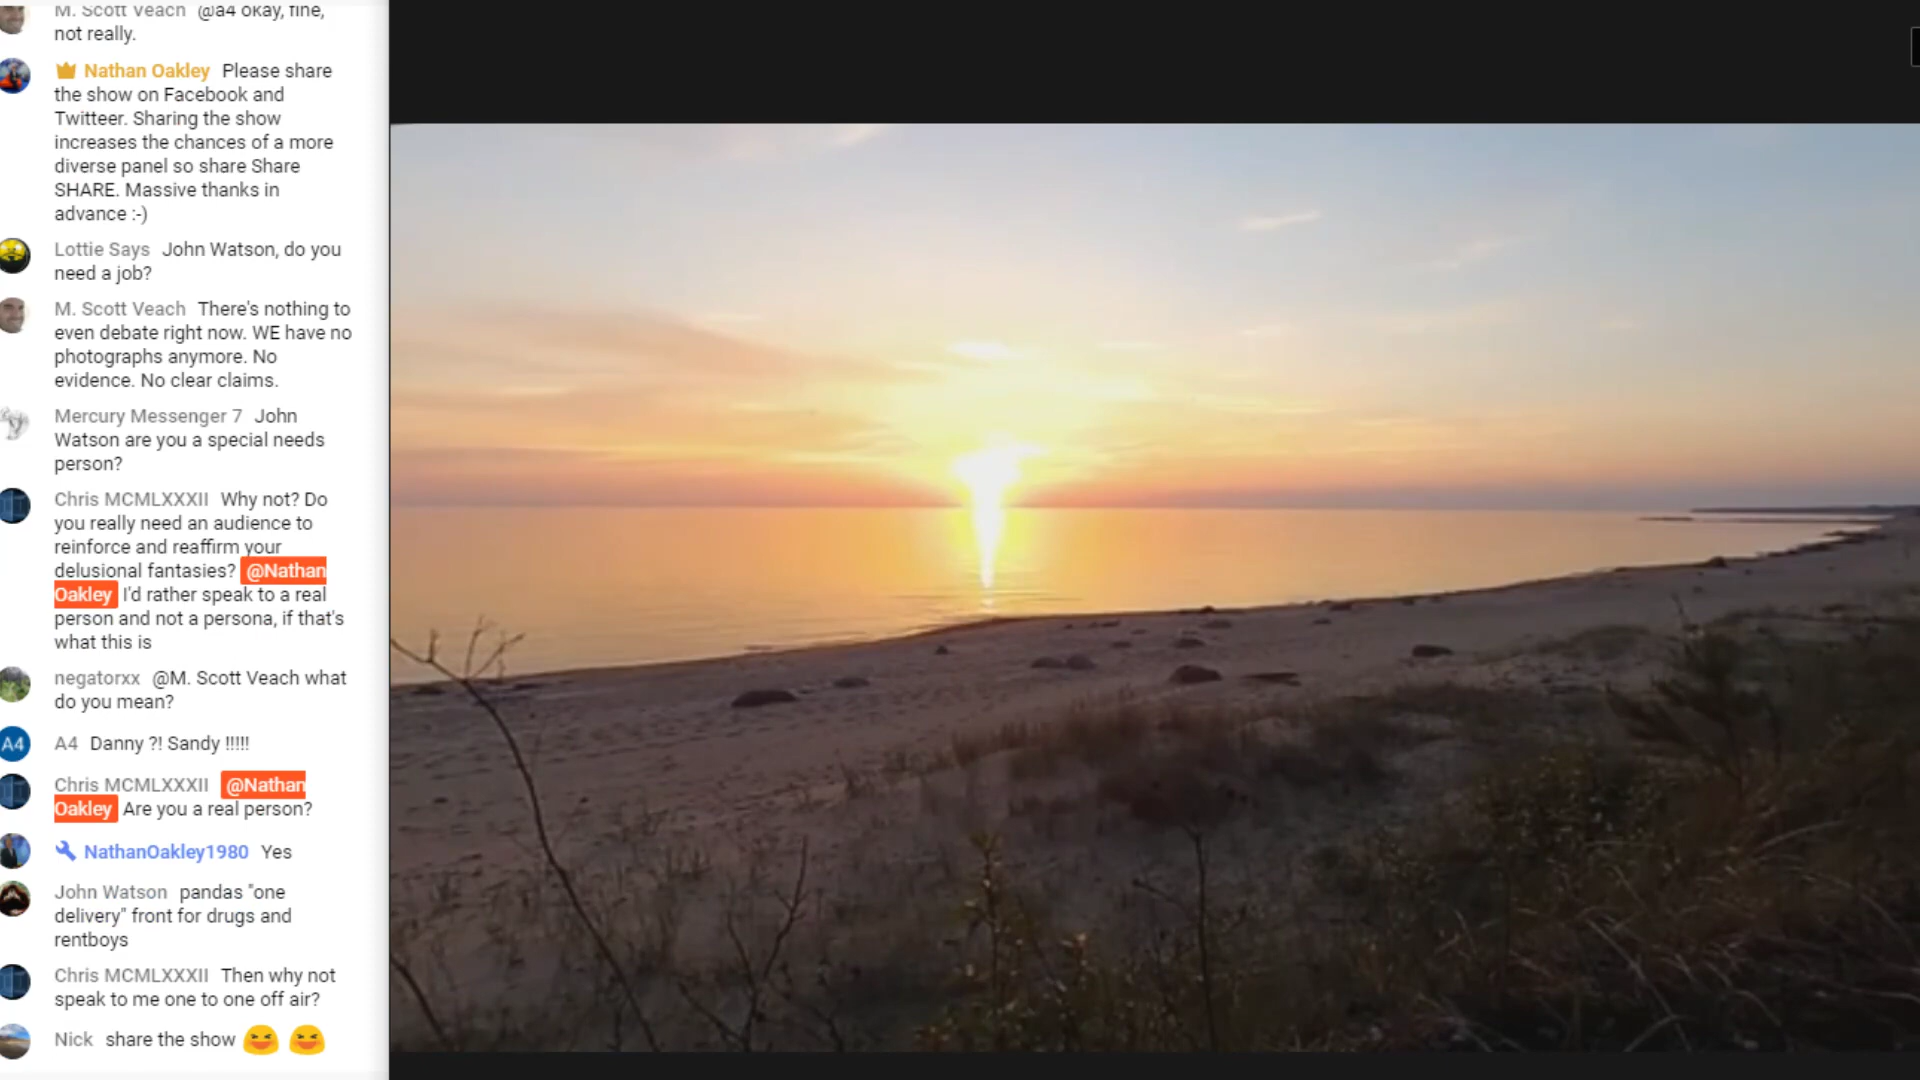 M. Scott Veach @a4 okay, fine,
not really.
Nathan Oakley Please share
the show on Facebook and
Twitteer. Sharing the show
increases the chances of a more
diverse panel so share Share
SHARE. Massive thanks in
advance :-)
Lottie Says John Watson, do you
need a job?
M. Scott Veach There's nothing to
even debate right now. WE have no
photographs anymore. No
evidence. No clear claims.
Mercury Messenger 7 John
Watson are you a special needs
person?
Chris MCMLXXXII Why not? Do
you really need an audience to
reinforce and reaffirm your
delusional fantasies? @Nathan
Oakley I'd rather speak to a real
person and not a persona, if that's
what this is
negatorxx @M. Scott Veach what
do you mean?
A4 A4 Danny ?! Sandy !!!!!
Chris MCMLXXXII @Nathan
Oakley Are you a real person?
NathanOakley1980 Yes
John Watson pandas "one
delivery" front for drugs and
rentboys
Chris MCMLXXXII Then why not
speak to me one to one off air?
Nick share the show